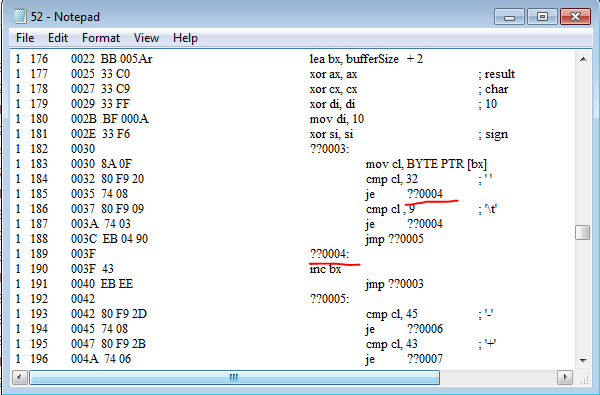 52 - Notepad
File Edit Format View Help
1 176 0022 BB 005Ar lea bx, bufferSize + 2
1 177 0025 33 C0 xor ax, ax ; result
1 178 0027 33 C9 xor cx, cx ; char
1 179 0029 33 FF xor di, di ; 10
1 180 002B BF 000A mov di, 10
1 181 002E 33 F6 xor si, si ; sign
1 182 0030 ??0003:
1 183 0030 8A 0F mov cl, BYTE PTR [bx]
1 184 0032 80 F9 20 cmp cl, 32 ; ' '
1 185 0035 74 08 je ??0004
1 186 0037 80 F9 09 cmp cl , 9 ; '\t'
1 187 003A 74 03 je ??0004
1 188 003C EB 04 90 jmp ??0005
1 189 003F ??0004:
1 190 003F 43 inc bx
1 191 0040 EB EE jmp ??0003
1 192 0042 ??0005:
1 193 0042 80 F9 2D cmp cl, 45 ; '-'
1 194 0045 74 08 je ??0006
1 195 0047 80 F9 2B cmp cl, 43 ; '+'
1 196 004A 74 06 je ??0007